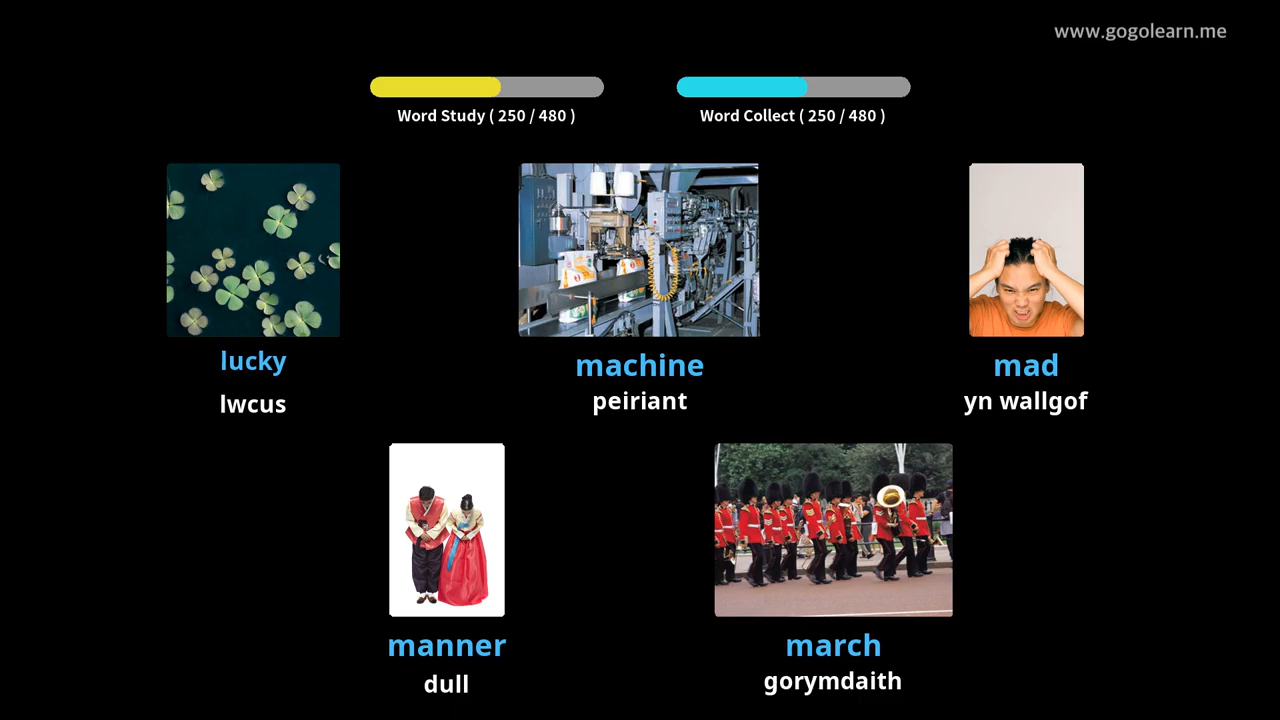 www.gogolearn.me
Word Study ( 250 / 480 )
Word Collect ( 250 / 480 )
lucky
lwcus
machine
peiriant
mad
yn wallgof
manner
dull
march
gorymdaith